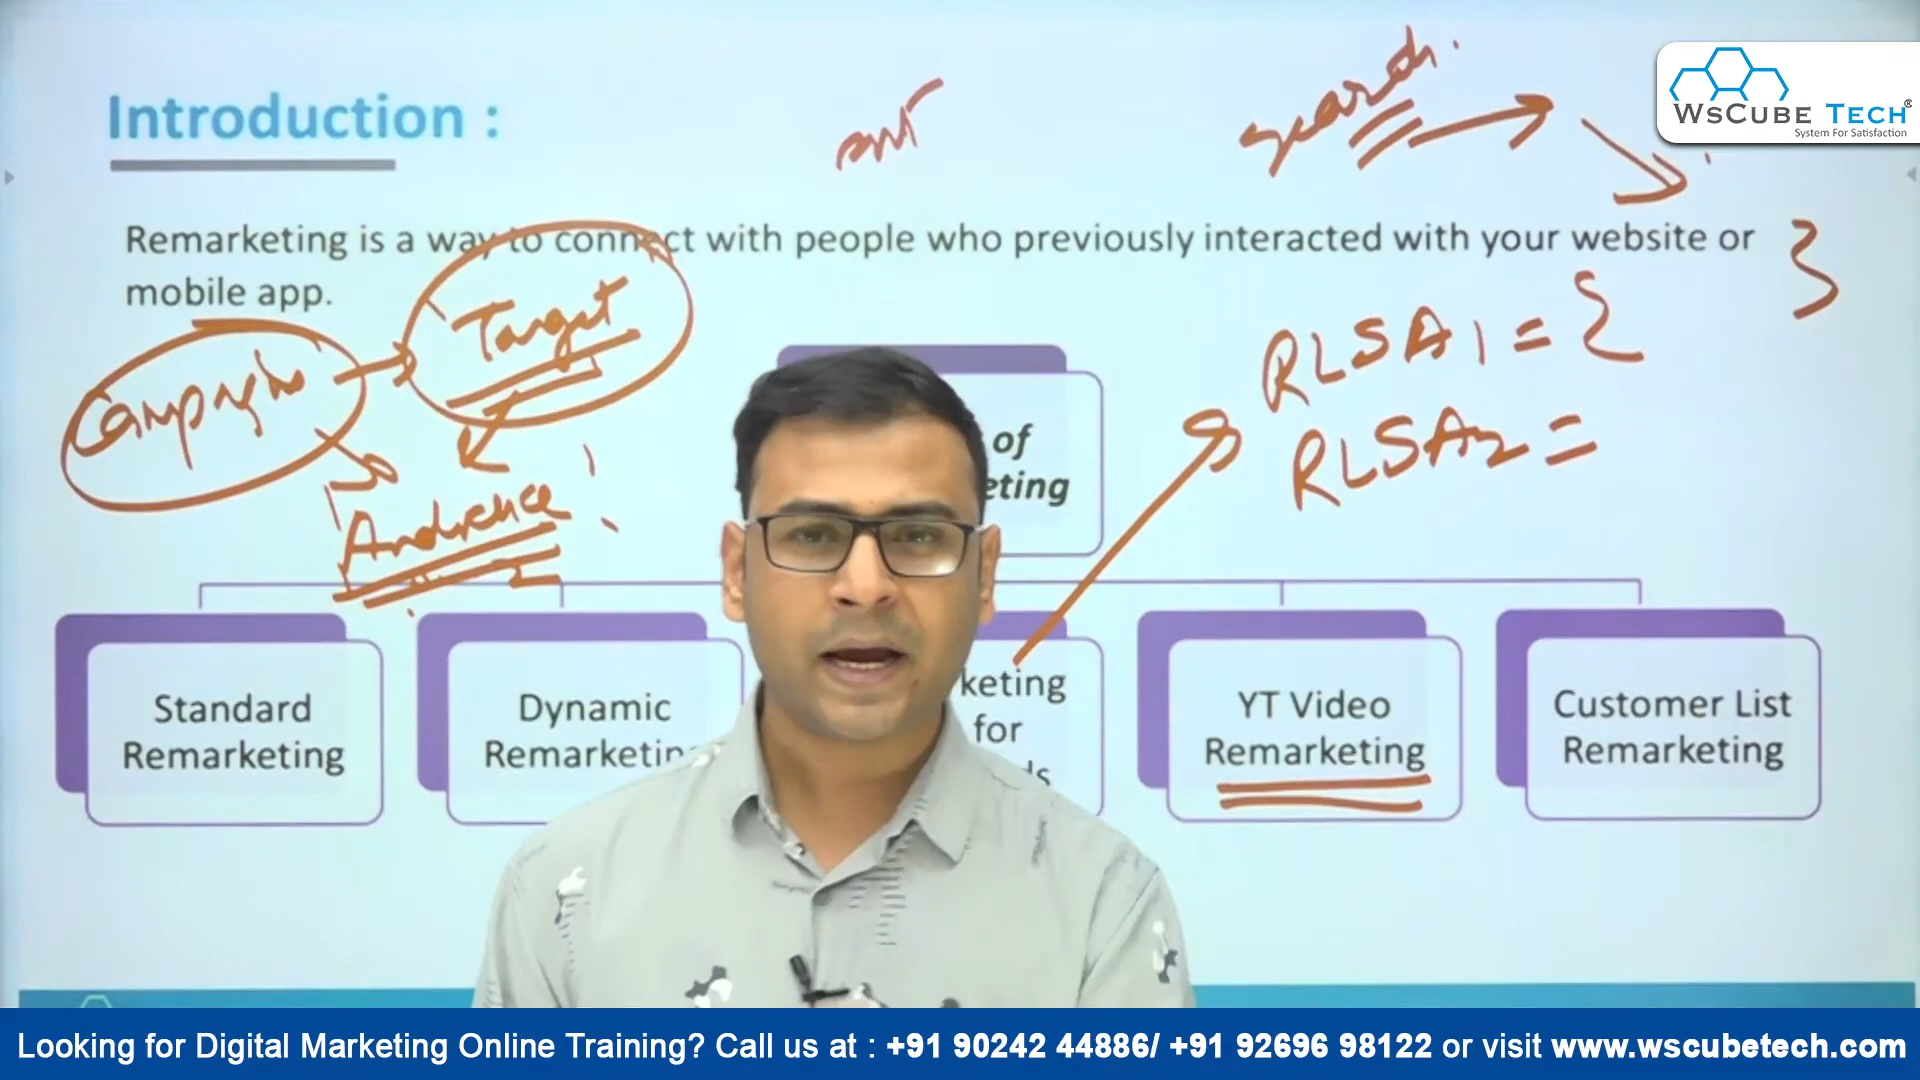 Introduction :
search
WsCube Tech®
System For Satisfaction
Remarketing is a way to connect with people who previously interacted with your website or
mobile app.
Target
Campaign
Audience
RLSA1 = {
}
RLSA2 =
of
eting
Standard
Remarketing
Dynamic
Remarketin
keting
for
ds
YT Video
Remarketing
Customer List
Remarketing
Looking for Digital Marketing Online Training? Call us at : +91 90242 44886/ +91 92696 98122 or visit www.wscubetech.com